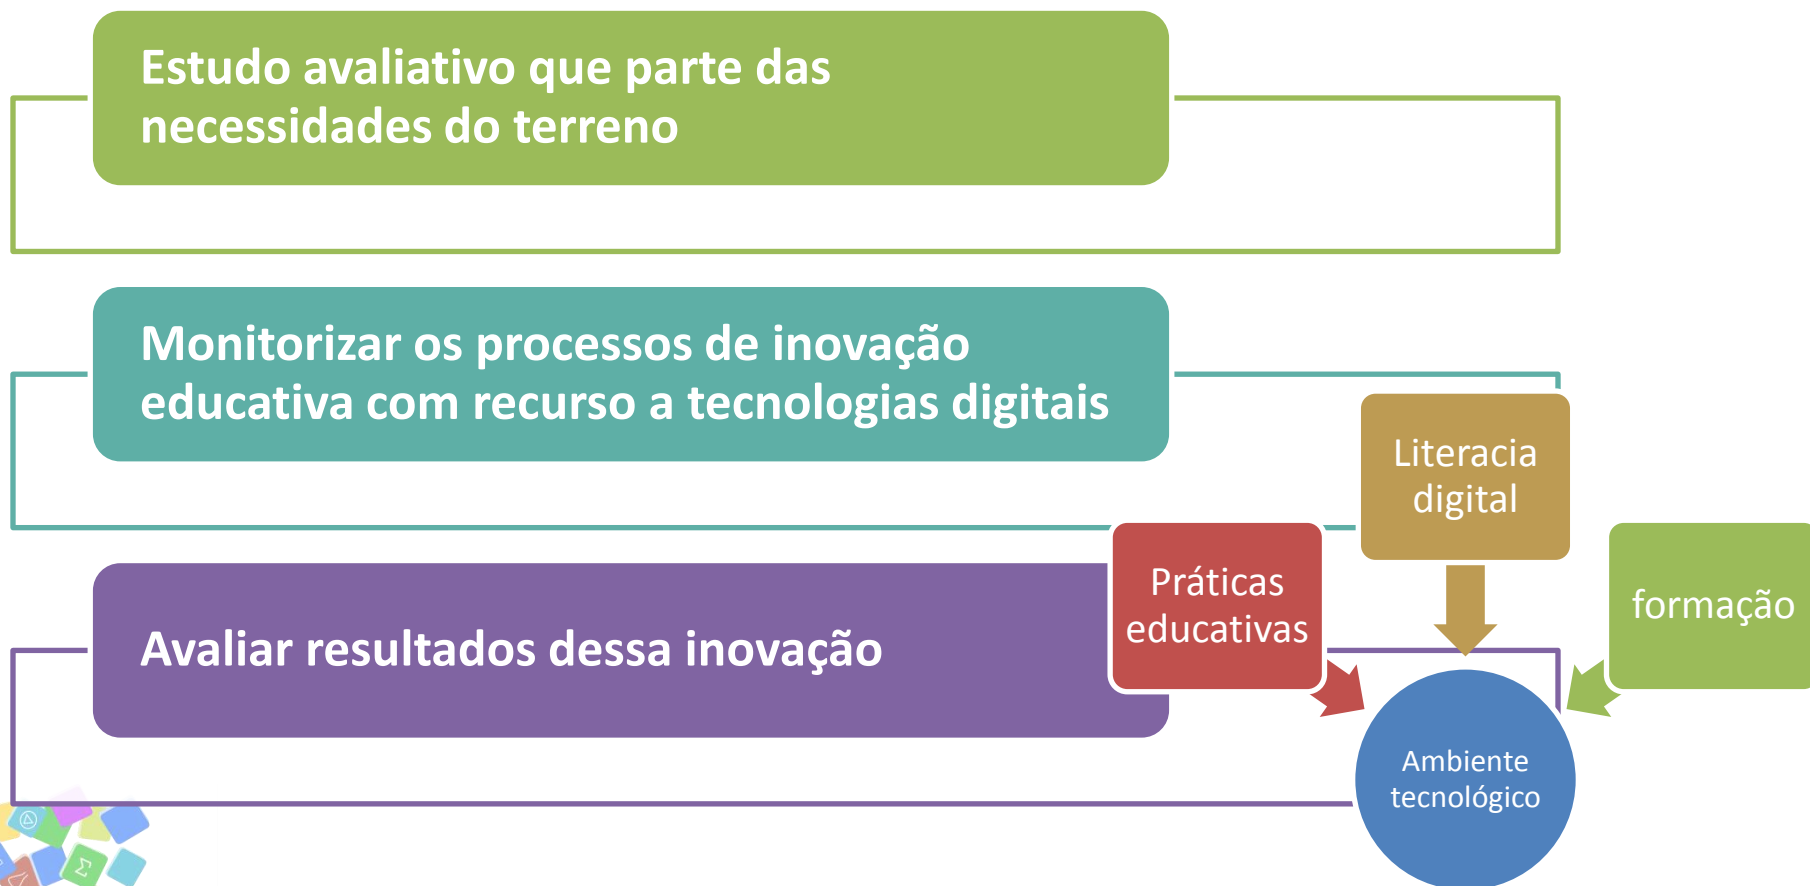 Estudo avaliativo que parte das
necessidades do terreno
Monitorizar os processos de inovação
educativa com recurso a tecnologias digitais
Avaliar resultados dessa inovação
Práticas
educativas
Literacia
digital
formação
Ambiente
tecnológico